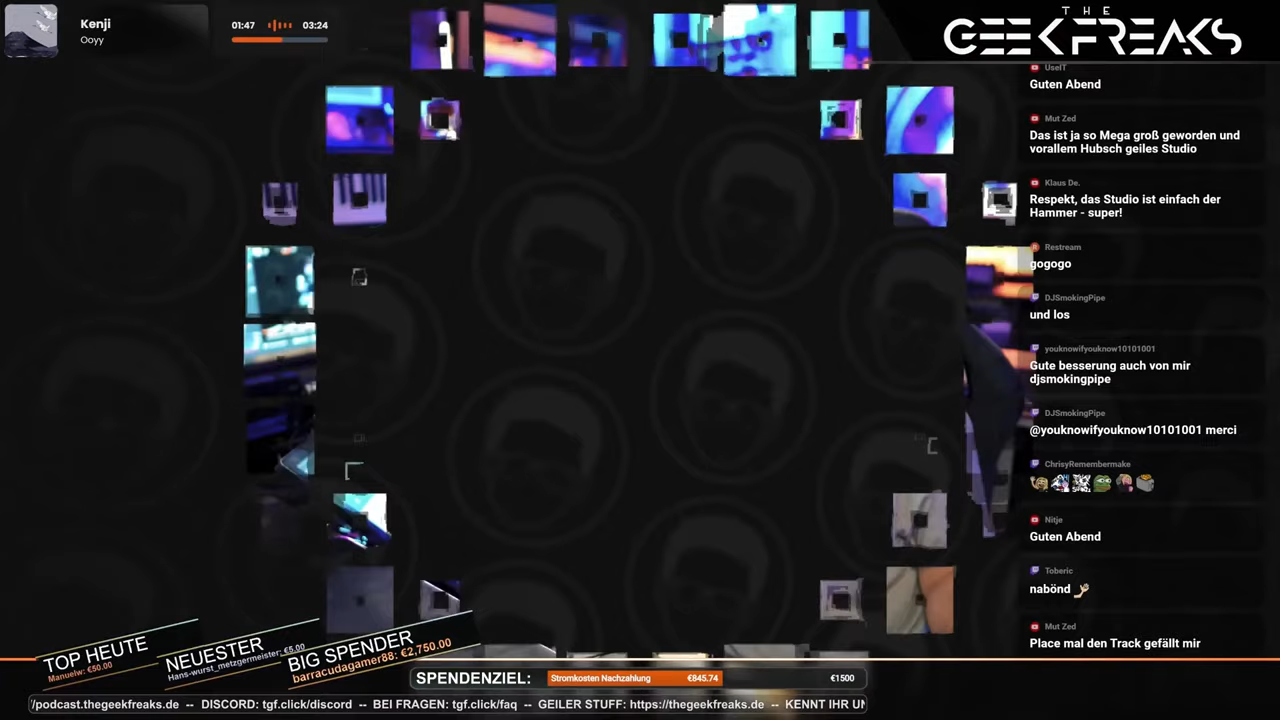 Kenji
Ooyy
01:47
03:24
THE
GEEKFREAKS
UseIT
Guten Abend
Mut Zed
Das ist ja so Mega groß geworden und
vorallem Hubsch geiles Studio
Klaus De.
Respekt, das Studio ist einfach der
Hammer - super!
Restream
gogogo
DJSmokingPipe
und los
youknowifyouknow10101001
Gute besserung auch von mir
djsmokingpipe
DJSmokingPipe
@youknowifyouknow10101001 merci
ChrisyRemembermake
Nitje
Guten Abend
Toberic
nabönd
Mut Zed
Place mal den Track gefällt mir
TOP HEUTE
Manuelw: €50.00
NEUESTER
Hans-wurst_metzgermeister: €5.00
BIG SPENDER
barracudagamer88: €2,750.00
SPENDENZIEL:
Stromkosten Nachzahlung
€845.74
€1500
/podcast.thegeekfreaks.de -- DISCORD: tgf.click/discord -- BEI FRAGEN: tgf.click/faq -- GEILER STUFF: https://thegeekfreaks.de -- KENNT IHR UN